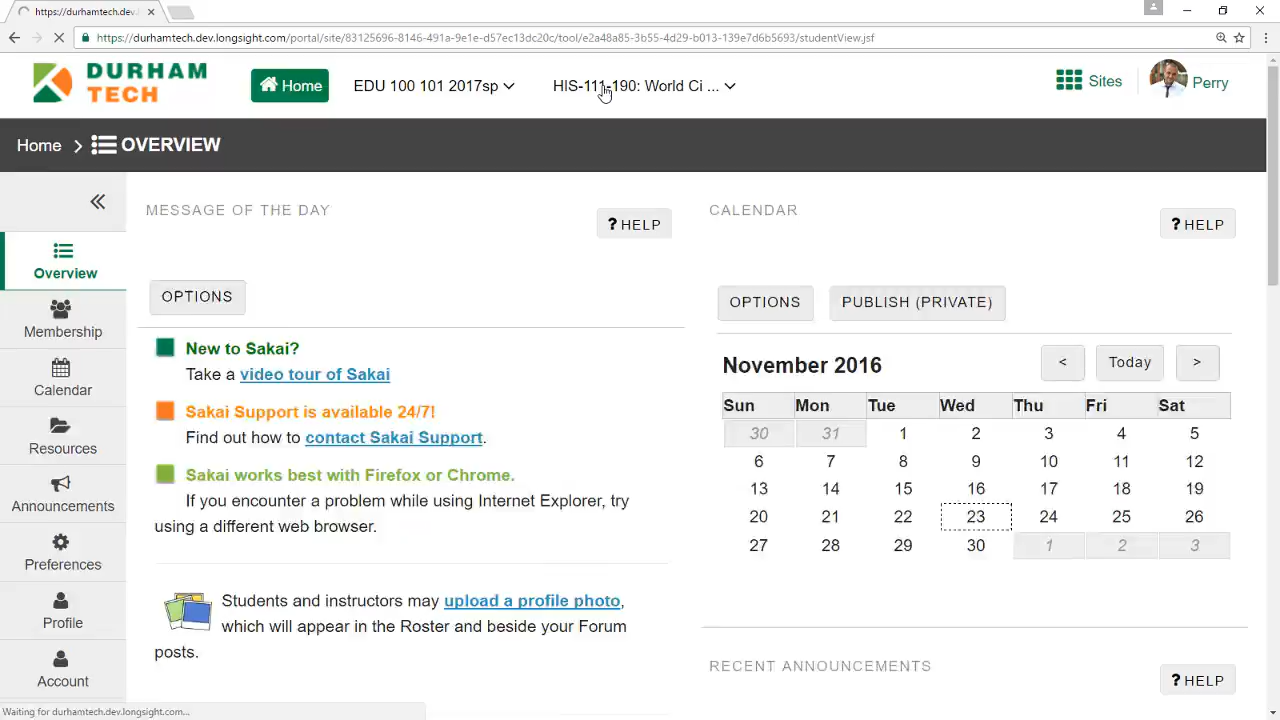 https://durhamtech.dev.
https://durhamtech.dev.longsight.com/portal/site/83125696-8146-491a-9e1e-d57ec13dc20c/tool/e2a48a85-3b55-4d29-b013-139e7d6b5693/studentView.jsf
DURHAM
TECH
Home
EDU 100 101 2017sp
HIS-111-190: World Ci ...
Sites
Perry
Home
OVERVIEW
Overview
Membership
Calendar
Resources
Announcements
Preferences
Profile
Account
MESSAGE OF THE DAY
? HELP
OPTIONS
New to Sakai?
Take a video tour of Sakai
Sakai Support is available 24/7!
Find out how to contact Sakai Support.
Sakai works best with Firefox or Chrome.
If you encounter a problem while using Internet Explorer, try
using a different web browser.
Students and instructors may upload a profile photo,
which will appear in the Roster and beside your Forum
posts.
CALENDAR
? HELP
OPTIONS
PUBLISH (PRIVATE)
November 2016
< Today >
Sun Mon Tue Wed Thu Fri Sat
30 31 1 2 3 4 5
6 7 8 9 10 11 12
13 14 15 16 17 18 19
20 21 22 23 24 25 26
27 28 29 30 1 2 3
RECENT ANNOUNCEMENTS
? HELP
Waiting for durhamtech.dev.longsight.com...